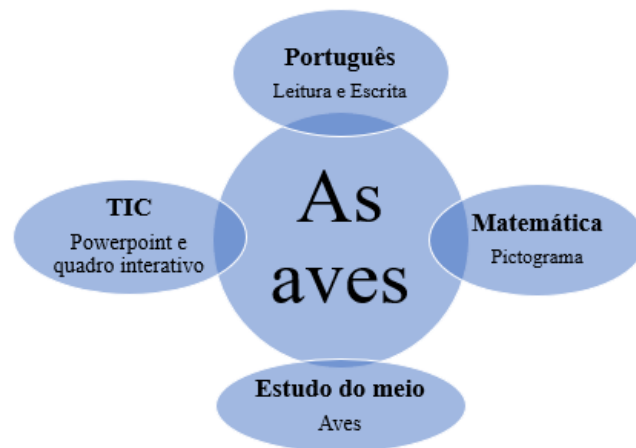 Português
Leitura e Escrita
As
aves
TIC
Powerpoint e
quadro interativo
Matemática
Pictograma
Estudo do meio
Aves